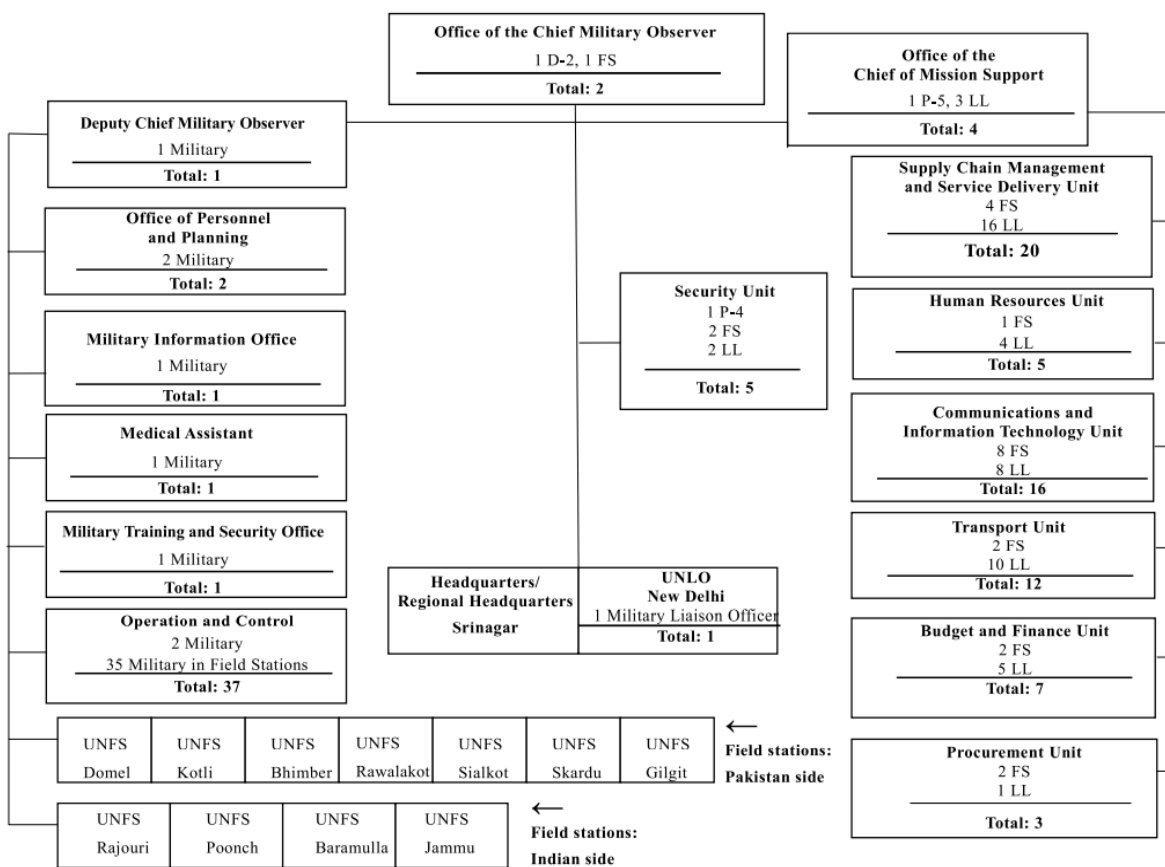 Office of the Chief Military Observer
1 D-2, 1 FS
Total: 2
Office of the
Chief of Mission Support
1 P-5, 3 LL
Total: 4
Deputy Chief Military Observer
1 Military
Total: 1
Office of Personnel
and Planning
2 Military
Total: 2
Military Information Office
1 Military
Total: 1
Medical Assistant
1 Military
Total: 1
Military Training and Security Office
1 Military
Total: 1
Operation and Control
2 Military
35 Military in Field Stations
Total: 37
Security Unit
1 P-4
2 FS
2 LL
Total: 5
Headquarters/
Regional Headquarters
Srinagar
UNLO
New Delhi
1 Military Liaison Officer
Total: 1
Supply Chain Management
and Service Delivery Unit
4 FS
16 LL
Total: 20
Human Resources Unit
1 FS
4 LL
Total: 5
Communications and
Information Technology Unit
8 FS
8 LL
Total: 16
Transport Unit
2 FS
10 LL
Total: 12
Budget and Finance Unit
2 FS
5 LL
Total: 7
Procurement Unit
2 FS
1 LL
Total: 3
UNFS UNFS UNFS UNFS UNFS UNFS UNFS
Domel Kotli Bhimber Rawalakot Sialkot Skardu Gilgit
←
Field stations:
Pakistan side
UNFS UNFS UNFS UNFS
Rajouri Poonch Baramulla Jammu
←
Field stations:
Indian side